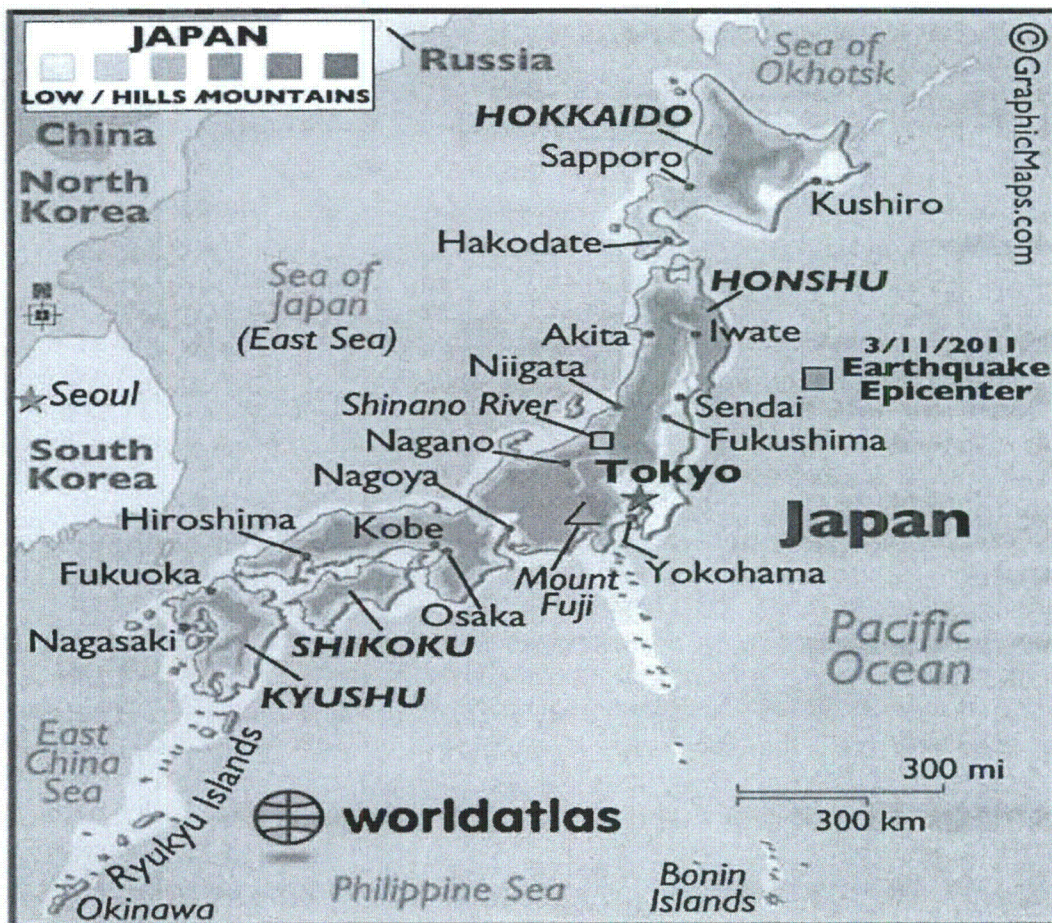 JAPAN
LOW / HILLS /MOUNTAINS
Russia
Sea of
Okhotsk
©GraphicMaps.com
China
North
Korea
HOKKAIDO
Sapporo
Kushiro
Hakodate
Sea of
Japan
(East Sea)
HONSHU
Akita
Iwate
3/11/2011
Earthquake
Epicenter
Niigata
Seoul
Shinano River
Sendai
Nagano
Fukushima
South
Korea
Tokyo
Nagoya
Japan
Hiroshima
Kobe
Fukuoka
Mount
Fuji
Yokohama
Osaka
Nagasaki
SHIKOKU
Pacific
Ocean
KYUSHU
East
China
Sea
Ryukyu Islands
300 mi
300 km
worldatlas
Bonin
Islands
Philippine Sea
Okinawa